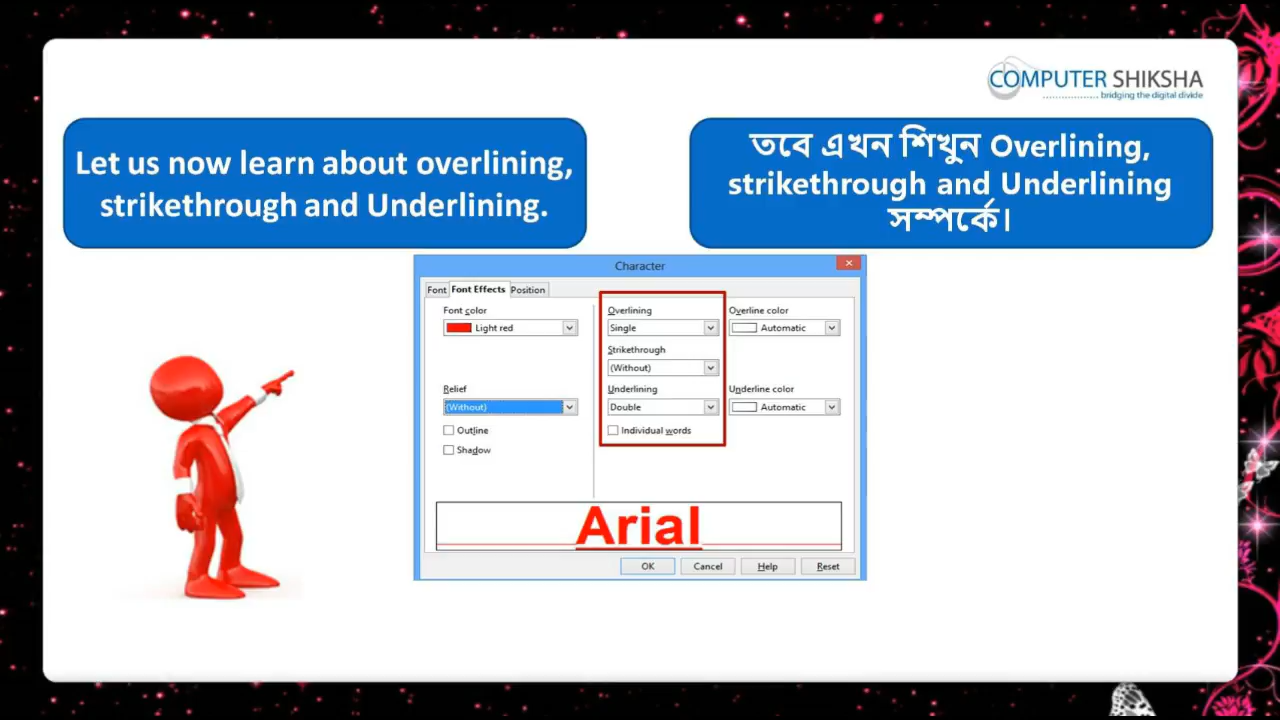 COMPUTER SHIKSHA
bridging the digital divide
Let us now learn about overlining,
strikethrough and Underlining.
তবে এখন শিখুন Overlining,
strikethrough and Underlining
সম্পর্কে।
Character
Font Font Effects Position
Font color
Light red
Overlining
Single
Overline color
Automatic
Strikethrough
(Without)
Relief
(Without)
Underlining
Double
Underline color
Automatic
Outline
Individual words
Shadow
Arial
OK Cancel Help Reset